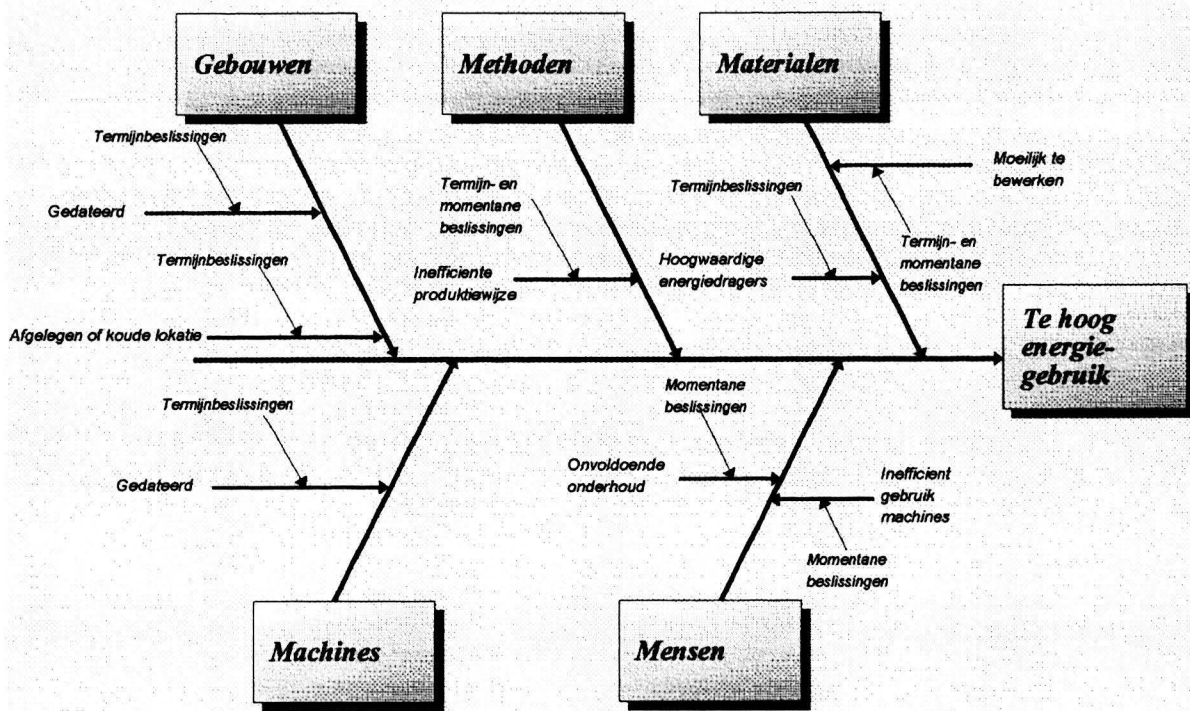 Gebouwen
Methoden
Materialen
Termijnbeslissingen
Gedateerd
Termijnbeslissingen
Afgelegen of koude lokatie
Termijn- en
momentane
beslissingen
Inefficiente
produktiewijze
Termijnbeslissingen
Hoogwaardige
energiedragers
Moeilijk te
bewerken
Termijn- en
momentane
beslissingen
Te hoog
energie-
gebruik
Termijnbeslissingen
Gedateerd
Momentane
beslissingen
Onvoldoende
onderhoud
Inefficient
gebruik
machines
Momentane
beslissingen
Machines
Mensen